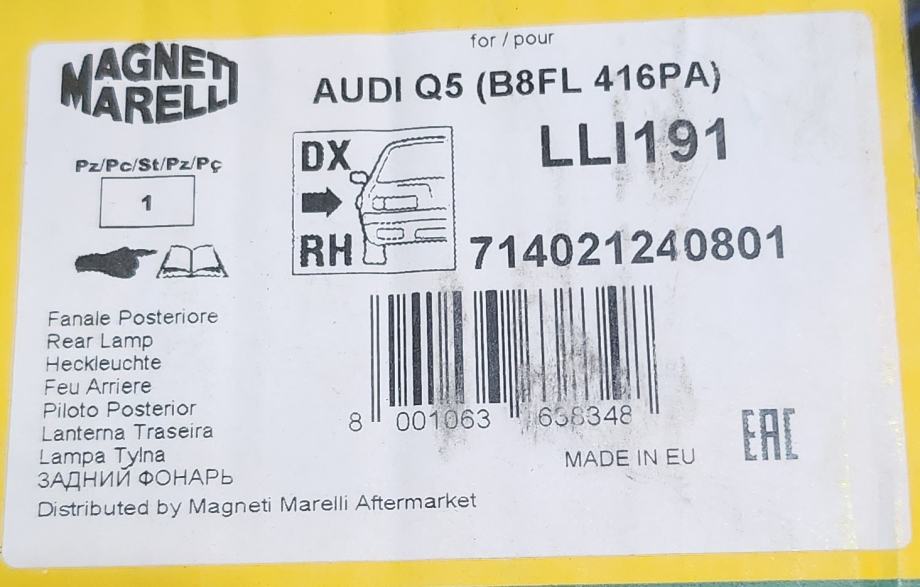 for / pour
MAGNETI
MARELLI
AUDI Q5 (B8FL 416PA)
LLI191
Pz/Pc/St/Pz/Pç
1
DX
RH
714021240801
Fanale Posteriore
Rear Lamp
Heckleuchte
Feu Arriere
Piloto Posterior
Lanterna Traseira
Lampa Tylna
ЗАДНИЙ ФОНАРЬ
8 001063 638348
MADE IN EU
EAC
Distributed by Magneti Marelli Aftermarket